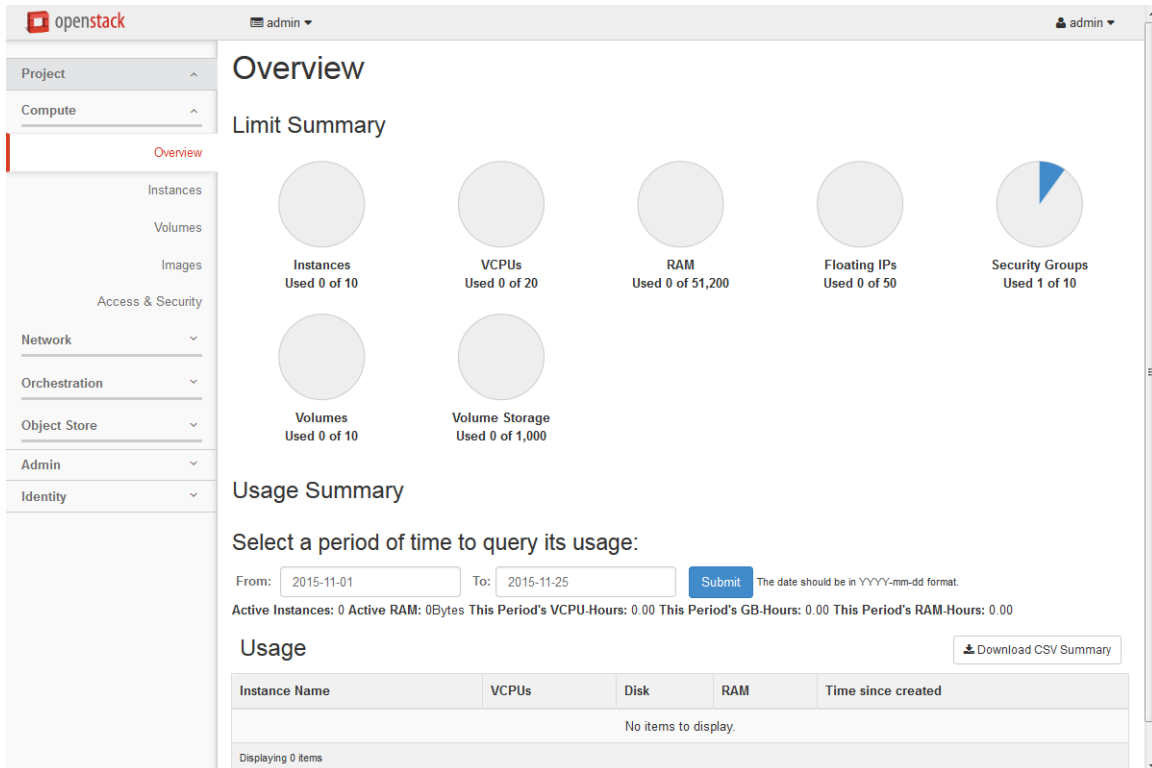 openstack
admin
admin
Project
Compute
Overview
Instances
Volumes
Images
Access & Security
Network
Orchestration
Object Store
Admin
Identity
Overview
Limit Summary
Instances
Used 0 of 10
VCPUs
Used 0 of 20
RAM
Used 0 of 51,200
Floating IPs
Used 0 of 50
Security Groups
Used 1 of 10
Volumes
Used 0 of 10
Volume Storage
Used 0 of 1,000
Usage Summary
Select a period of time to query its usage:
From: 2015-11-01 To: 2015-11-25 Submit The date should be in YYYY-mm-dd format.
Active Instances: 0 Active RAM: 0Bytes This Period's VCPU-Hours: 0.00 This Period's GB-Hours: 0.00 This Period's RAM-Hours: 0.00
Usage
Download CSV Summary
Instance Name VCPUs Disk RAM Time since created
No items to display.
Displaying 0 items